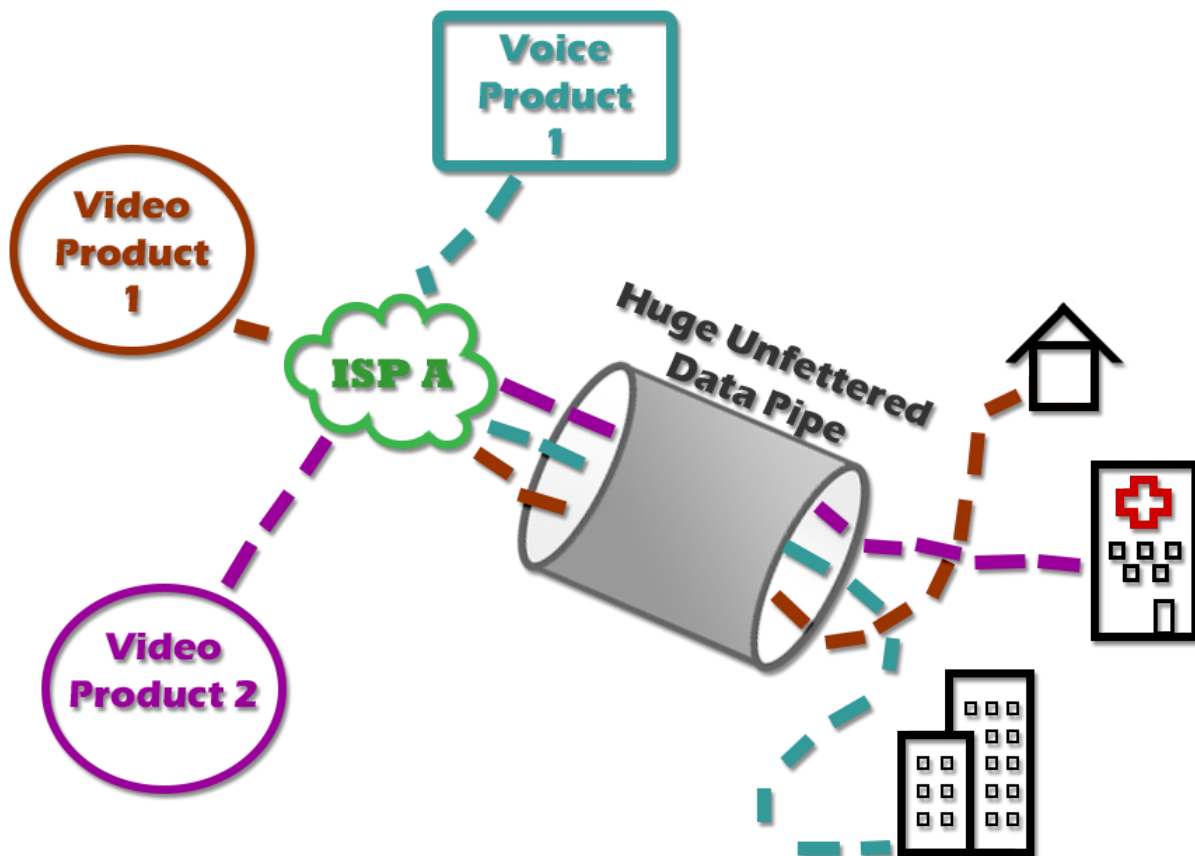 Voice
Product
1
Video
Product
1
Huge Unfettered
Data Pipe
ISP A
Video
Product 2